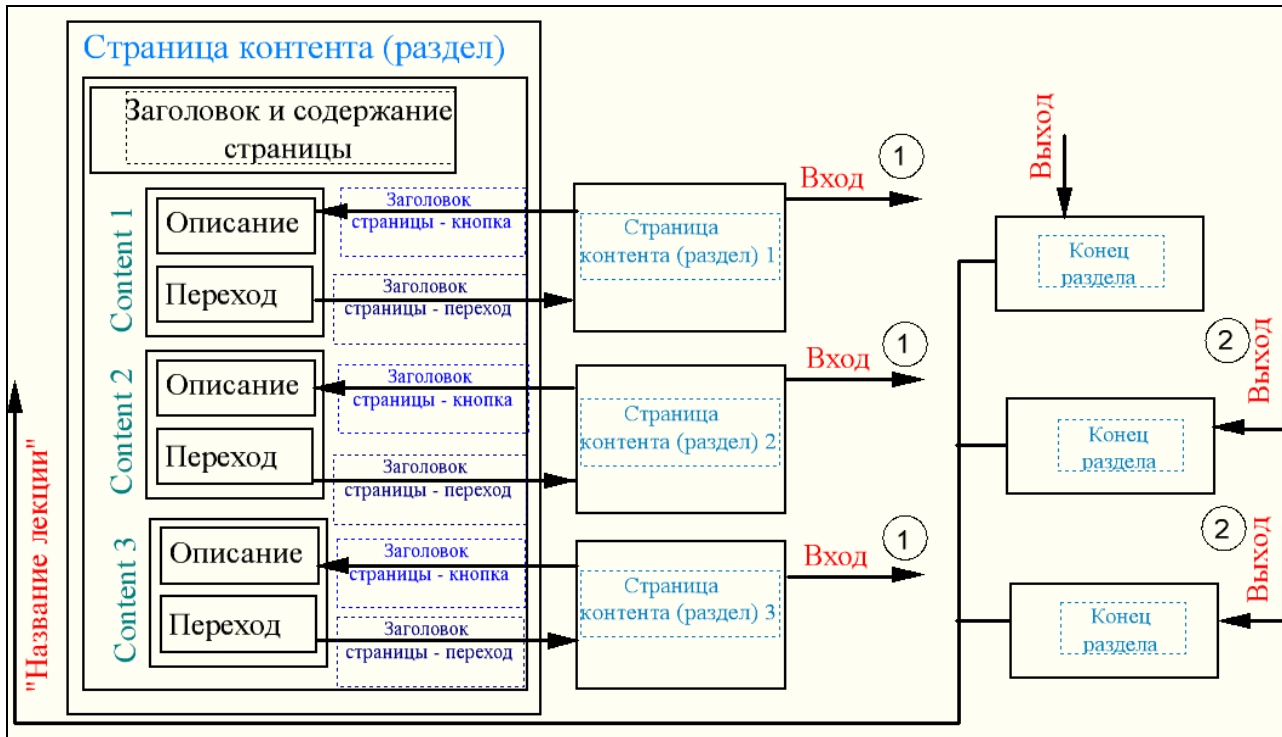 Страница контента (раздел)
Заголовок и содержание
страницы
Content 1
Описание
Переход
Заголовок
страницы - кнопка
Заголовок
страницы - переход
Страница
контента (раздел) 1
Вход
1
Content 2
Описание
Переход
Заголовок
страницы - кнопка
Заголовок
страницы - переход
Страница
контента (раздел) 2
Вход
1
Content 3
Описание
Переход
Заголовок
страницы - кнопка
Заголовок
страницы - переход
Страница
контента (раздел) 3
Вход
1
Выход
Конец
раздела
2
Выход
Конец
раздела
2
Выход
Конец
раздела
"Название лекции"